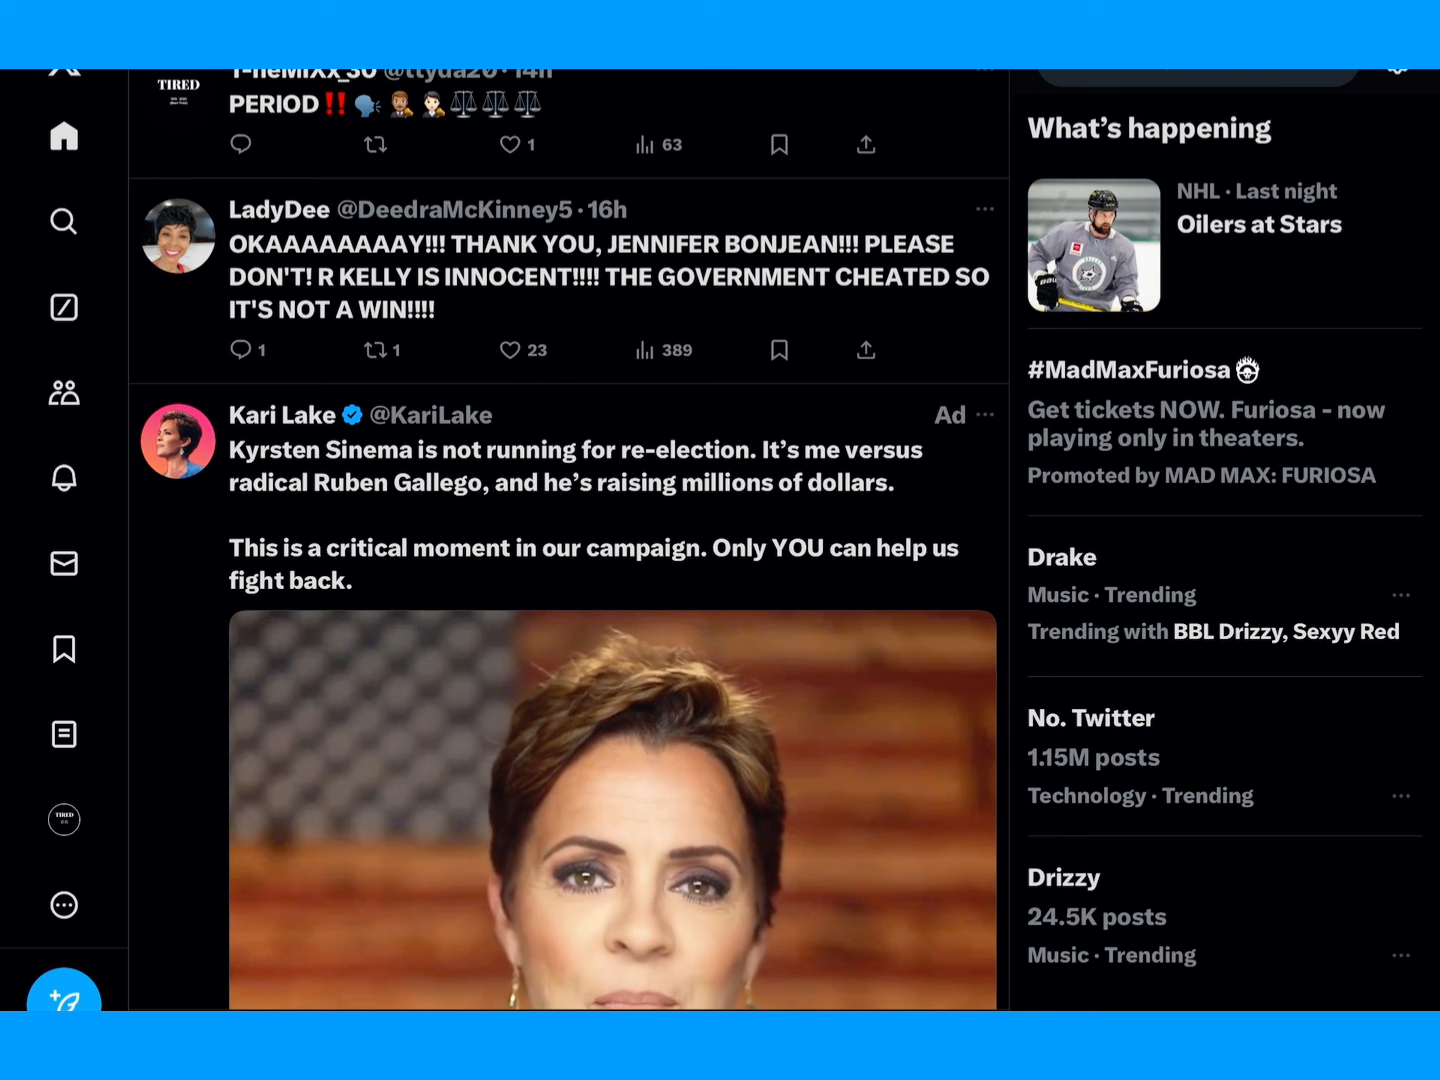 TIRED
@ttyda20 · 14h
PERIOD‼️🗣️👨🏽‍⚖️👩🏻‍⚖️⚖️⚖️⚖️
1
63
LadyDee @DeedraMcKinney5 · 16h
OKAAAAAAAAY!!! THANK YOU, JENNIFER BONJEAN!!! PLEASE
DON'T! R KELLY IS INNOCENT!!!! THE GOVERNMENT CHEATED SO
IT'S NOT A WIN!!!!
1
1
23
389
Kari Lake @KariLake
Ad
Kyrsten Sinema is not running for re-election. It’s me versus
radical Ruben Gallego, and he’s raising millions of dollars.
This is a critical moment in our campaign. Only YOU can help us
fight back.
TIRED
What’s happening
NHL · Last night
Oilers at Stars
#MadMaxFuriosa
Get tickets NOW. Furiosa - now
playing only in theaters.
Promoted by MAD MAX: FURIOSA
Drake
Music · Trending
Trending with BBL Drizzy, Sexyy Red
No. Twitter
1.15M posts
Technology · Trending
Drizzy
24.5K posts
Music · Trending